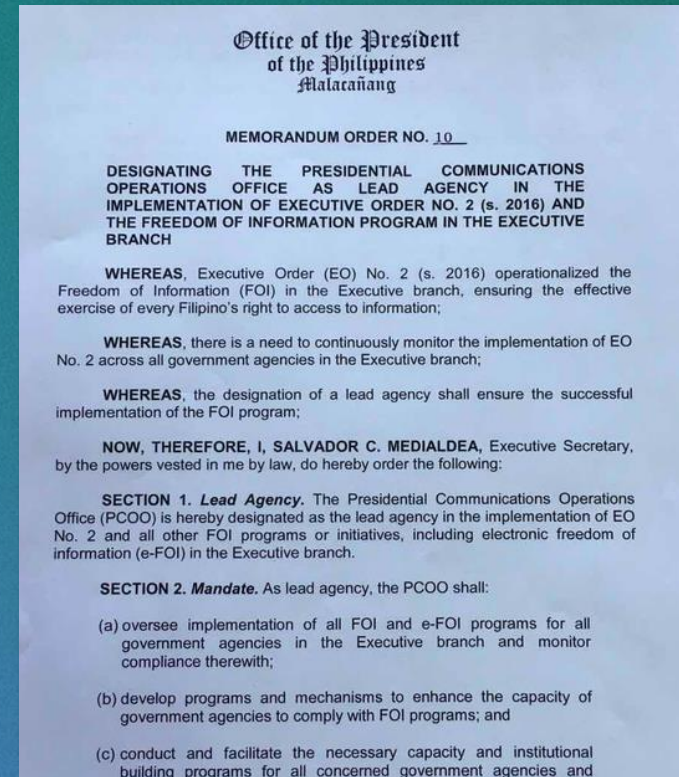 Office of the President
of the Philippines
Malacañang
MEMORANDUM ORDER NO. 10
DESIGNATING THE PRESIDENTIAL COMMUNICATIONS
OPERATIONS OFFICE AS LEAD AGENCY IN THE
IMPLEMENTATION OF EXECUTIVE ORDER NO. 2 (s. 2016) AND
THE FREEDOM OF INFORMATION PROGRAM IN THE EXECUTIVE
BRANCH
WHEREAS, Executive Order (EO) No. 2 (s. 2016) operationalized the
Freedom of Information (FOI) in the Executive branch, ensuring the effective
exercise of every Filipino's right to access to information;
WHEREAS, there is a need to continuously monitor the implementation of EO
No. 2 across all government agencies in the Executive branch;
WHEREAS, the designation of a lead agency shall ensure the successful
implementation of the FOI program;
NOW, THEREFORE, I, SALVADOR C. MEDIALDEA, Executive Secretary,
by the powers vested in me by law, do hereby order the following:
SECTION 1. Lead Agency. The Presidential Communications Operations
Office (PCOO) is hereby designated as the lead agency in the implementation of EO
No. 2 and all other FOI programs or initiatives, including electronic freedom of
information (e-FOI) in the Executive branch.
SECTION 2. Mandate. As lead agency, the PCOO shall:
(a) oversee implementation of all FOI and e-FOI programs for all
government agencies in the Executive branch and monitor
compliance therewith;
(b) develop programs and mechanisms to enhance the capacity of
government agencies to comply with FOI programs; and
(c) conduct and facilitate the necessary capacity and institutional
building programs for all concerned government agencies and